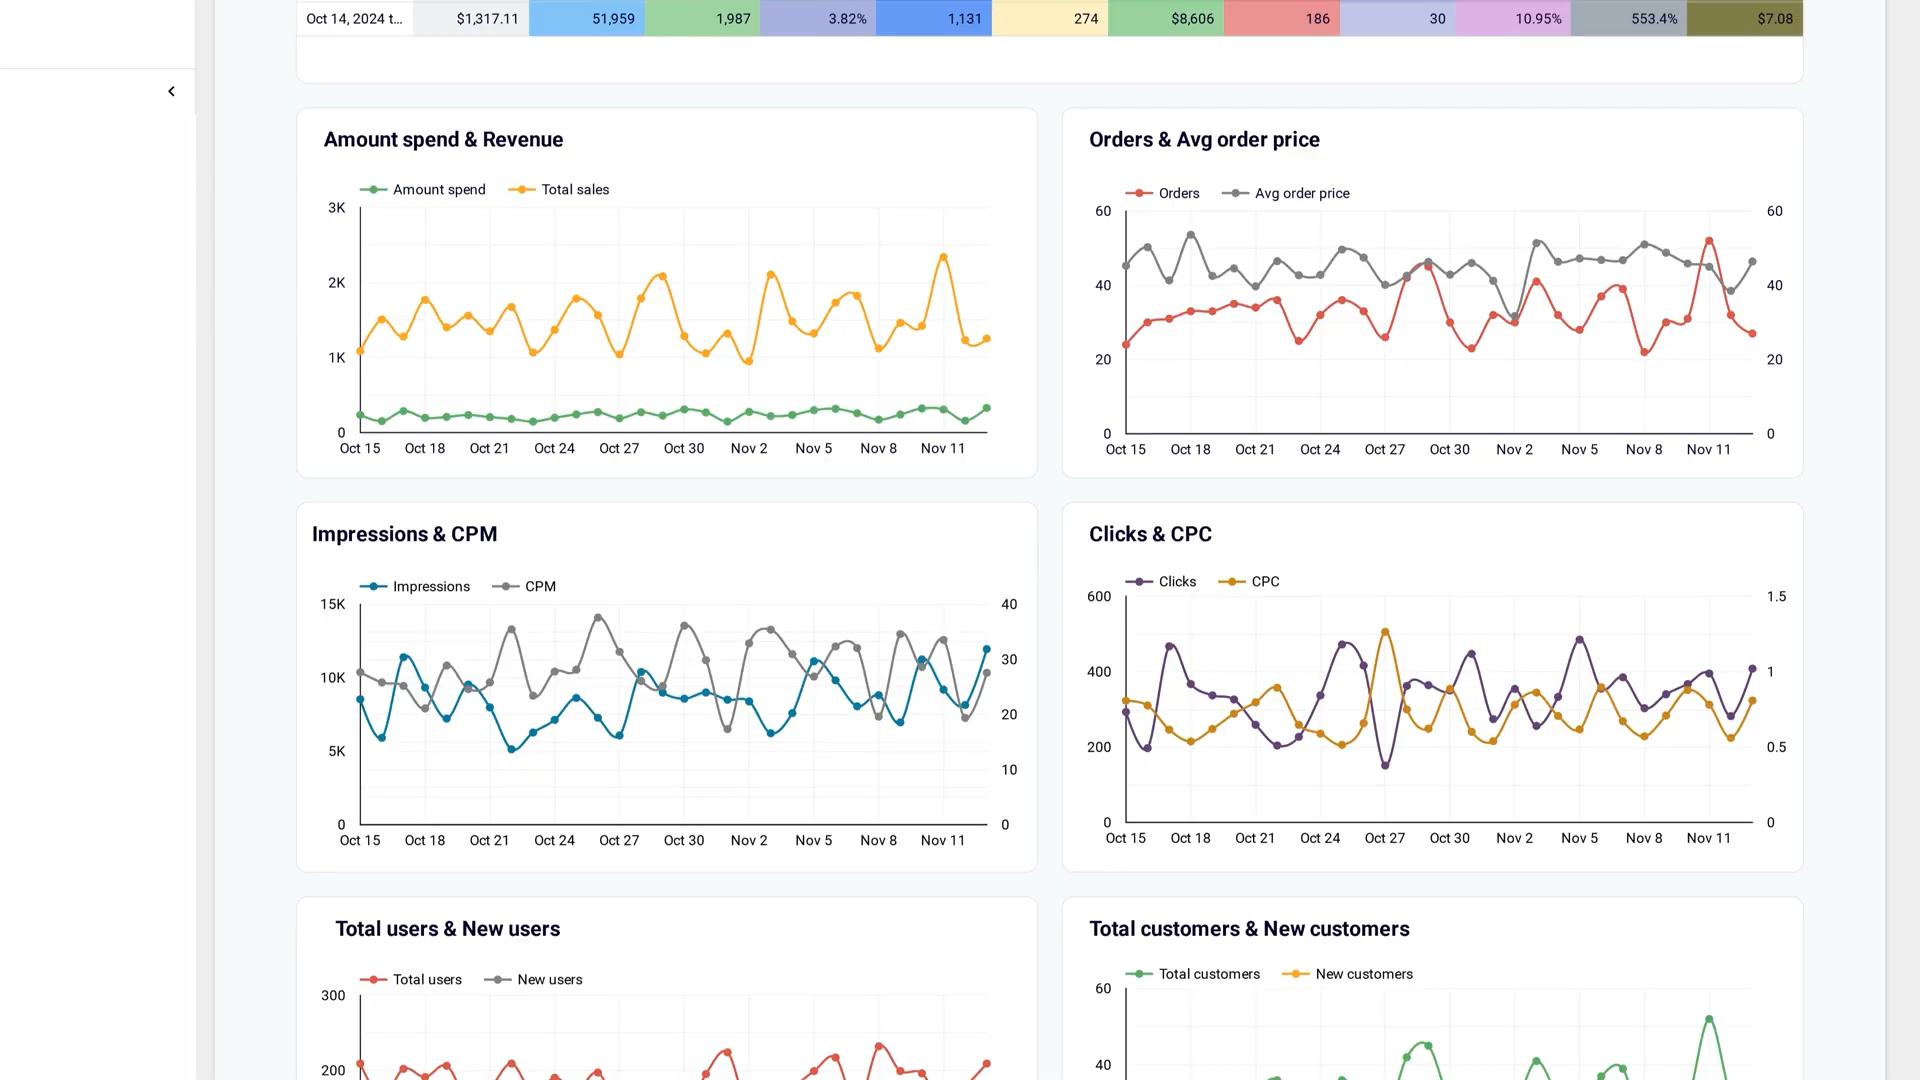 Oct 14, 2024 t... $1,317.11 51,959 1,987 3.82% 1,131 274 $8,606 186 30 10.95% 553.4% $7.08
Amount spend & Revenue
Amount spend Total sales
3K
2K
1K
0
Oct 15 Oct 18 Oct 21 Oct 24 Oct 27 Oct 30 Nov 2 Nov 5 Nov 8 Nov 11
Orders & Avg order price
Orders Avg order price
60 60
40 40
20 20
0 0
Oct 15 Oct 18 Oct 21 Oct 24 Oct 27 Oct 30 Nov 2 Nov 5 Nov 8 Nov 11
Impressions & CPM
Impressions CPM
15K 40
10K 30
20
5K 10
0 0
Oct 15 Oct 18 Oct 21 Oct 24 Oct 27 Oct 30 Nov 2 Nov 5 Nov 8 Nov 11
Clicks & CPC
Clicks CPC
600 1.5
400 1
200 0.5
0 0
Oct 15 Oct 18 Oct 21 Oct 24 Oct 27 Oct 30 Nov 2 Nov 5 Nov 8 Nov 11
Total users & New users
Total users New users
300
200
Total customers & New customers
Total customers New customers
60
40